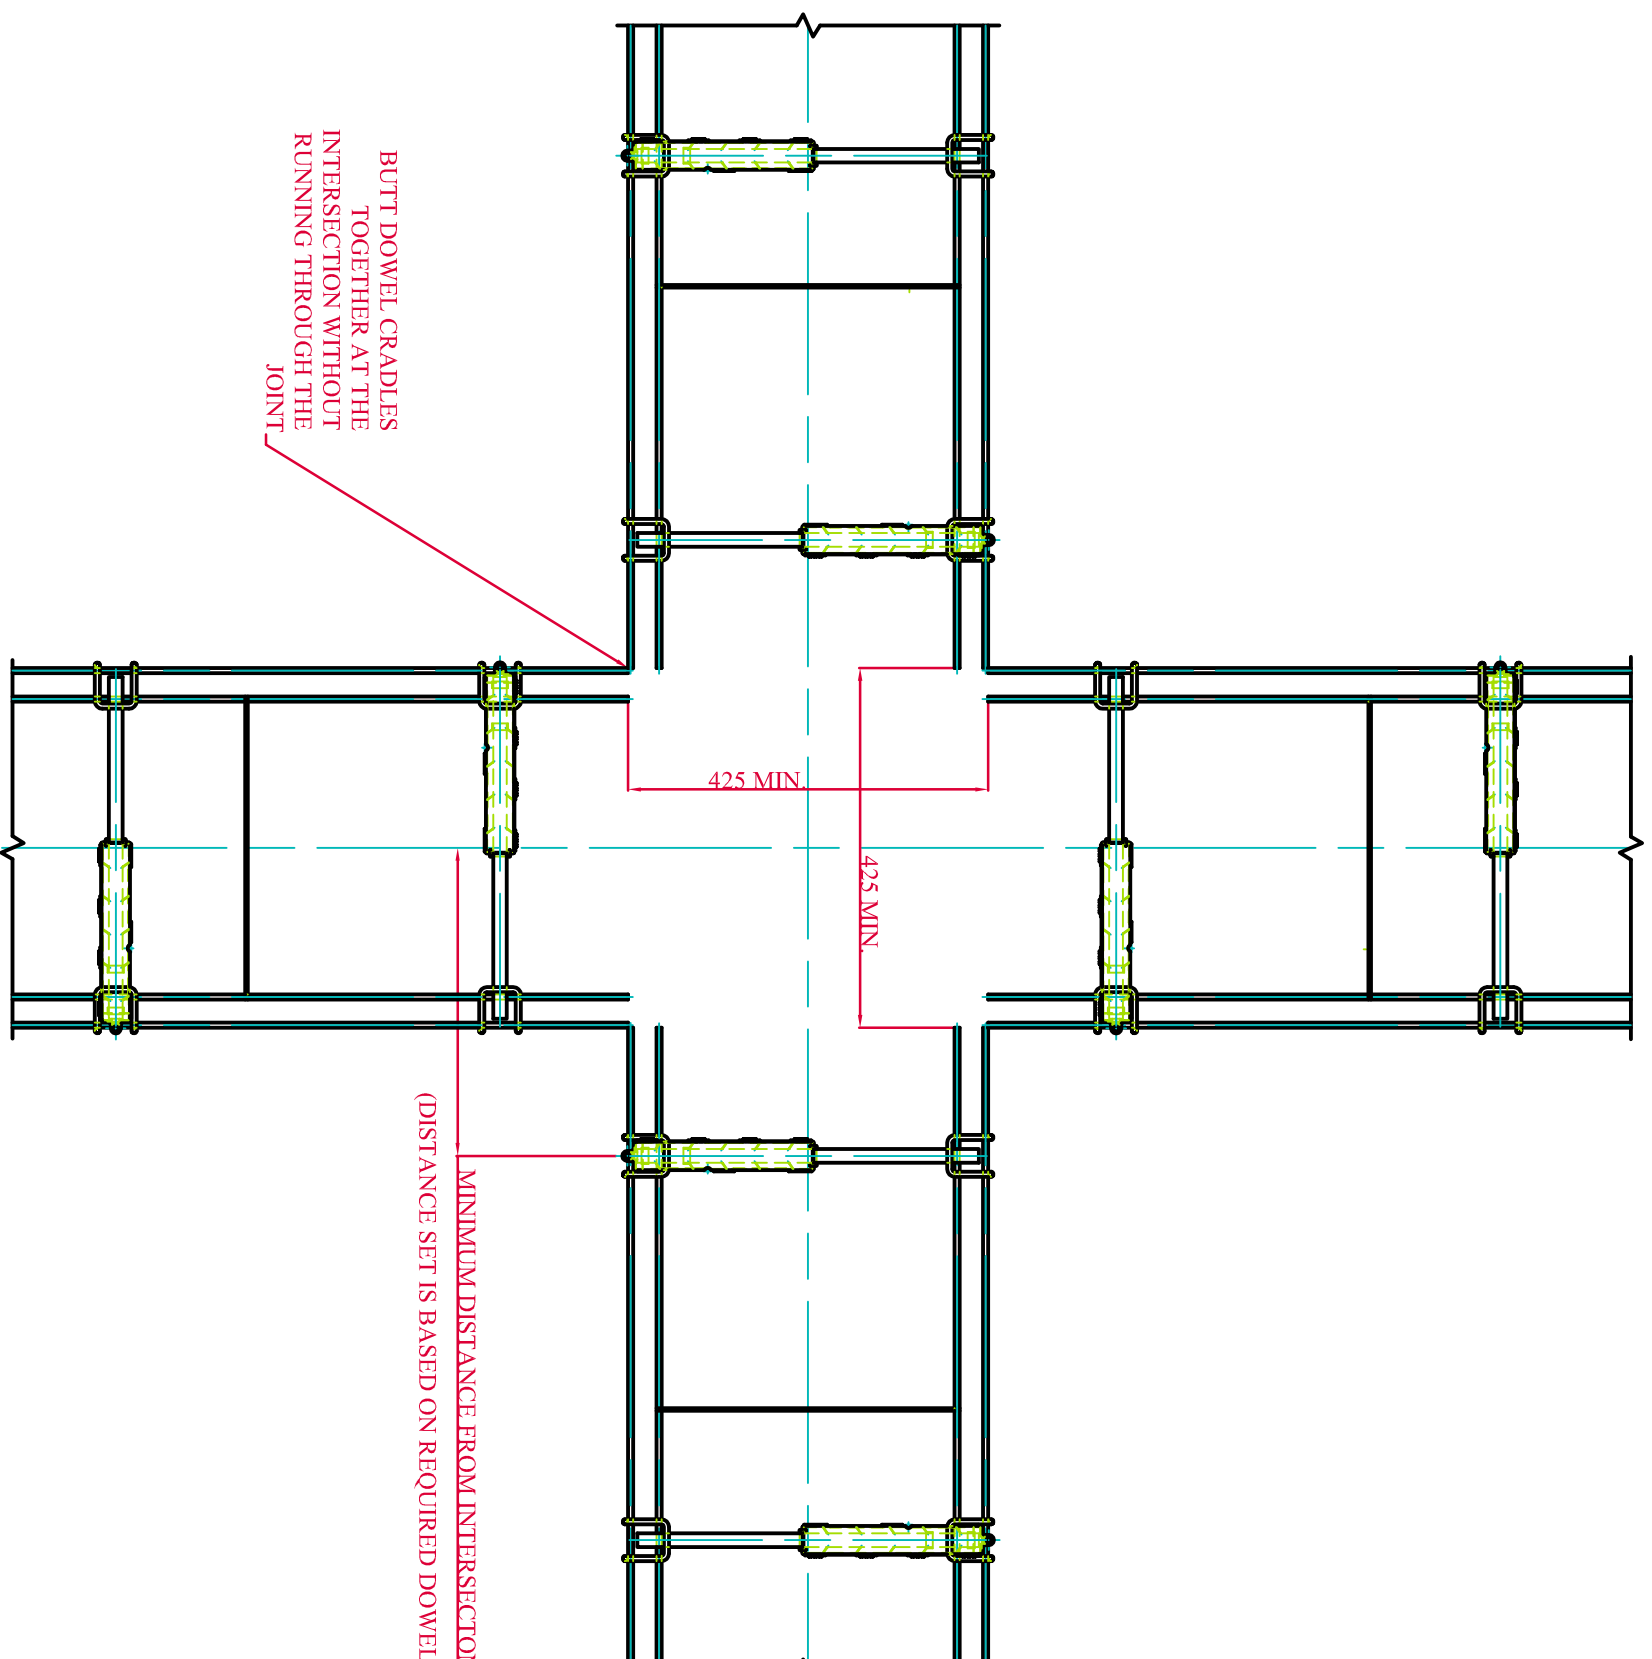 BUTT DOWEL CRADLES
TOGETHER AT THE
INTERSECTION WITHOUT
RUNNING THROUGH THE
JOINT
425 MIN.
425 MIN.
MINIMUM DISTANCE FROM INTERSECTO
(DISTANCE SET IS BASED ON REQUIRED DOWEL